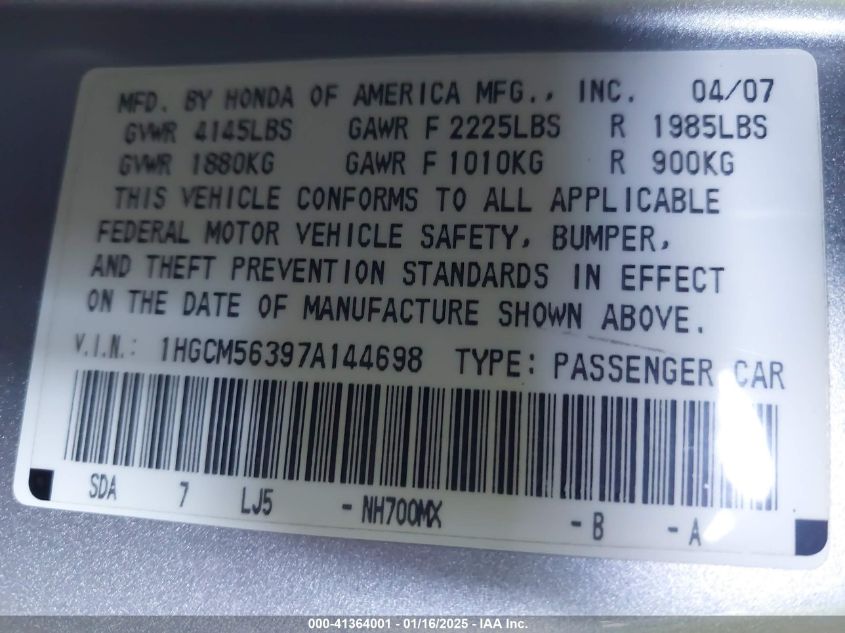 MFD. BY HONDA OF AMERICA MFG., INC. 04/07
GVWR 4145LBS GAWR F 2225LBS R 1985LBS
GVWR 1880KG GAWR F 1010KG R 900KG
THIS VEHICLE CONFORMS TO ALL APPLICABLE
FEDERAL MOTOR VEHICLE SAFETY, BUMPER,
AND THEFT PREVENTION STANDARDS IN EFFECT
ON THE DATE OF MANUFACTURE SHOWN ABOVE.
V.I.N.: 1HGCM56397A144698 TYPE: PASSENGER CAR
SDA 7 LJ5 - NH700MX - B - A
000-41364001 - 01/16/2025 - IAA Inc.